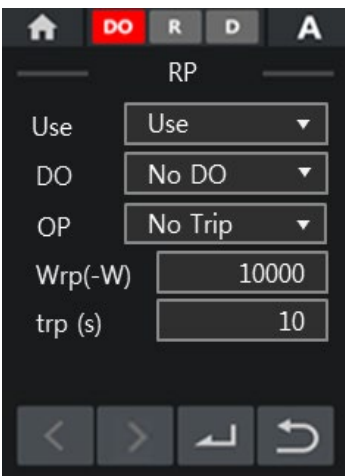 DO R D A
RP
Use Use
DO No DO
OP No Trip
Wrp(-W) 10000
trp (s) 10